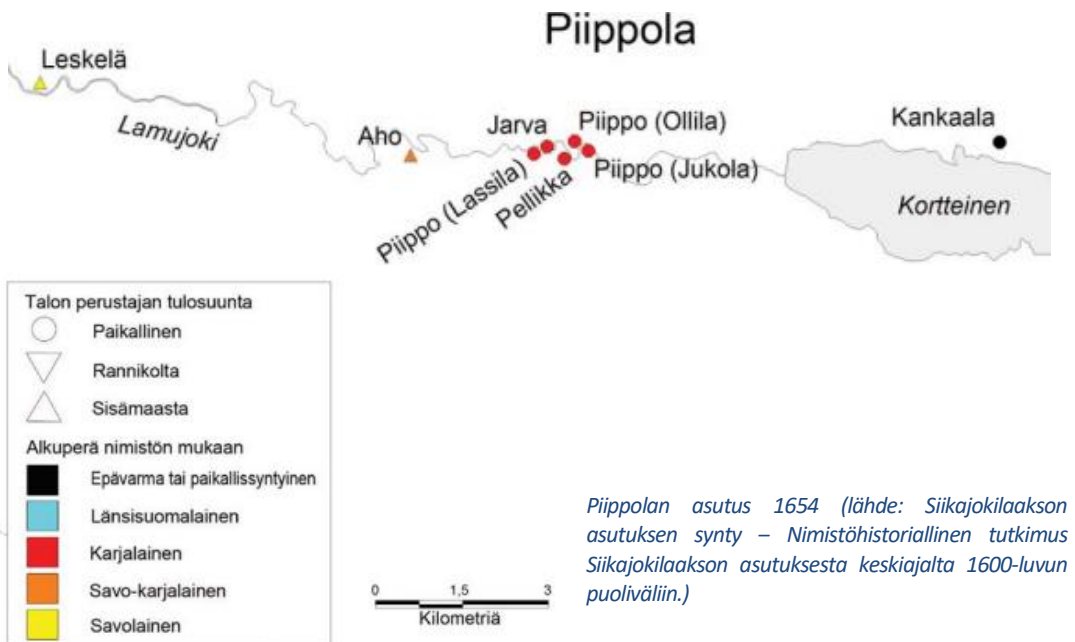 Piippola
Leskelä
Lamujoki
Aho
Jarva
Piippo (Ollila)
Kankaala
Piippo (Lassila)
Pellikka
Piippo (Jukola)
Kortteinen
Talon perustajan tulosuunta
Paikallinen
Rannikolta
Sisämaasta
Alkuperä nimistön mukaan
Epävarma tai paikallissyntyinen
Länsisuomalainen
Karjalainen
Savo-karjalainen
Savolainen
0 1,5 3
Kilometriä
Piippolan asutus 1654 (lähde: Siikajokilaakson
asutuksen synty – Nimistöhistoriallinen tutkimus
Siikajokilaakson asutuksesta keskiajalta 1600-luvun
puoliväliin.)